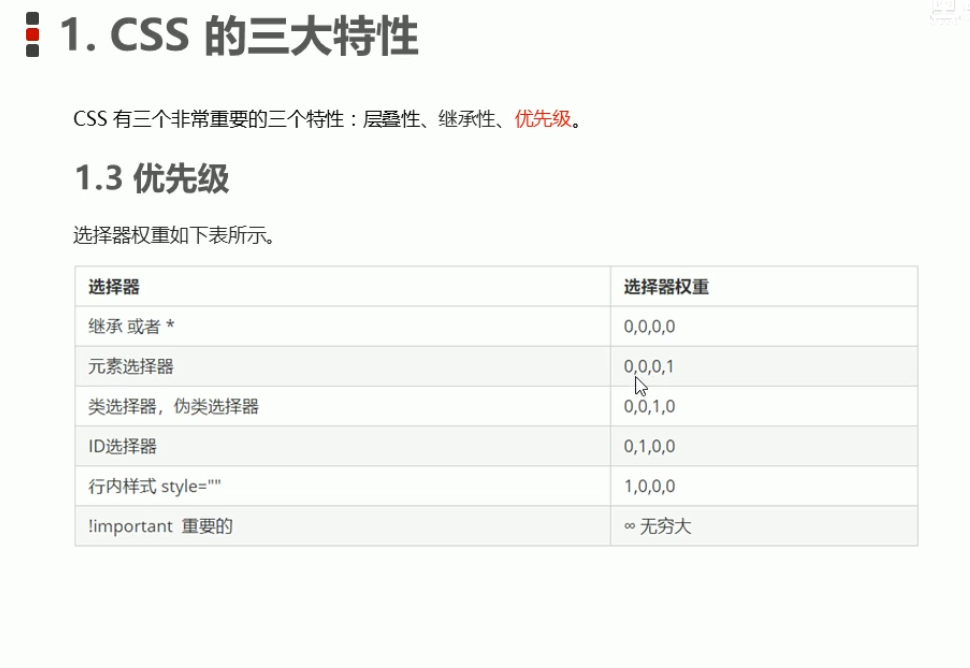 1. CSS 的三大特性
CSS 有三个非常重要的三个特性：层叠性、继承性、优先级。
1.3 优先级
选择器权重如下表所示。
选择器 选择器权重
继承 或者 * 0,0,0,0
元素选择器 0,0,0,1
类选择器，伪类选择器 0,0,1,0
ID选择器 0,1,0,0
行内样式 style="" 1,0,0,0
!important 重要的 ∞ 无穷大